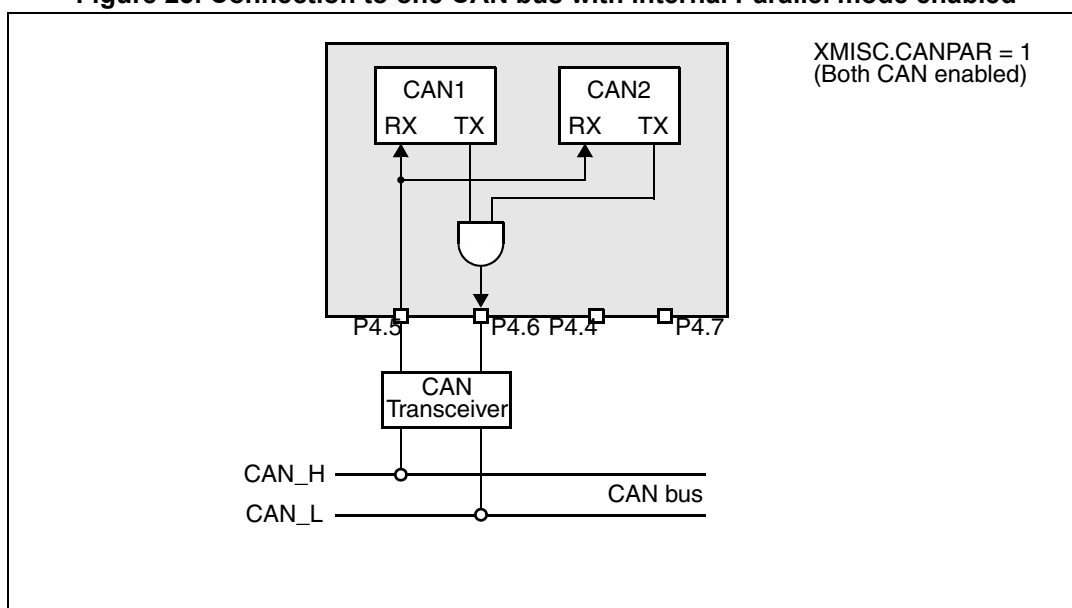 XMISC.CANPAR = 1
(Both CAN enabled)
CAN1
CAN2
RX TX
RX TX
P4.5
P4.6 P4.4
P4.7
CAN
Transceiver
CAN_H
CAN bus
CAN_L